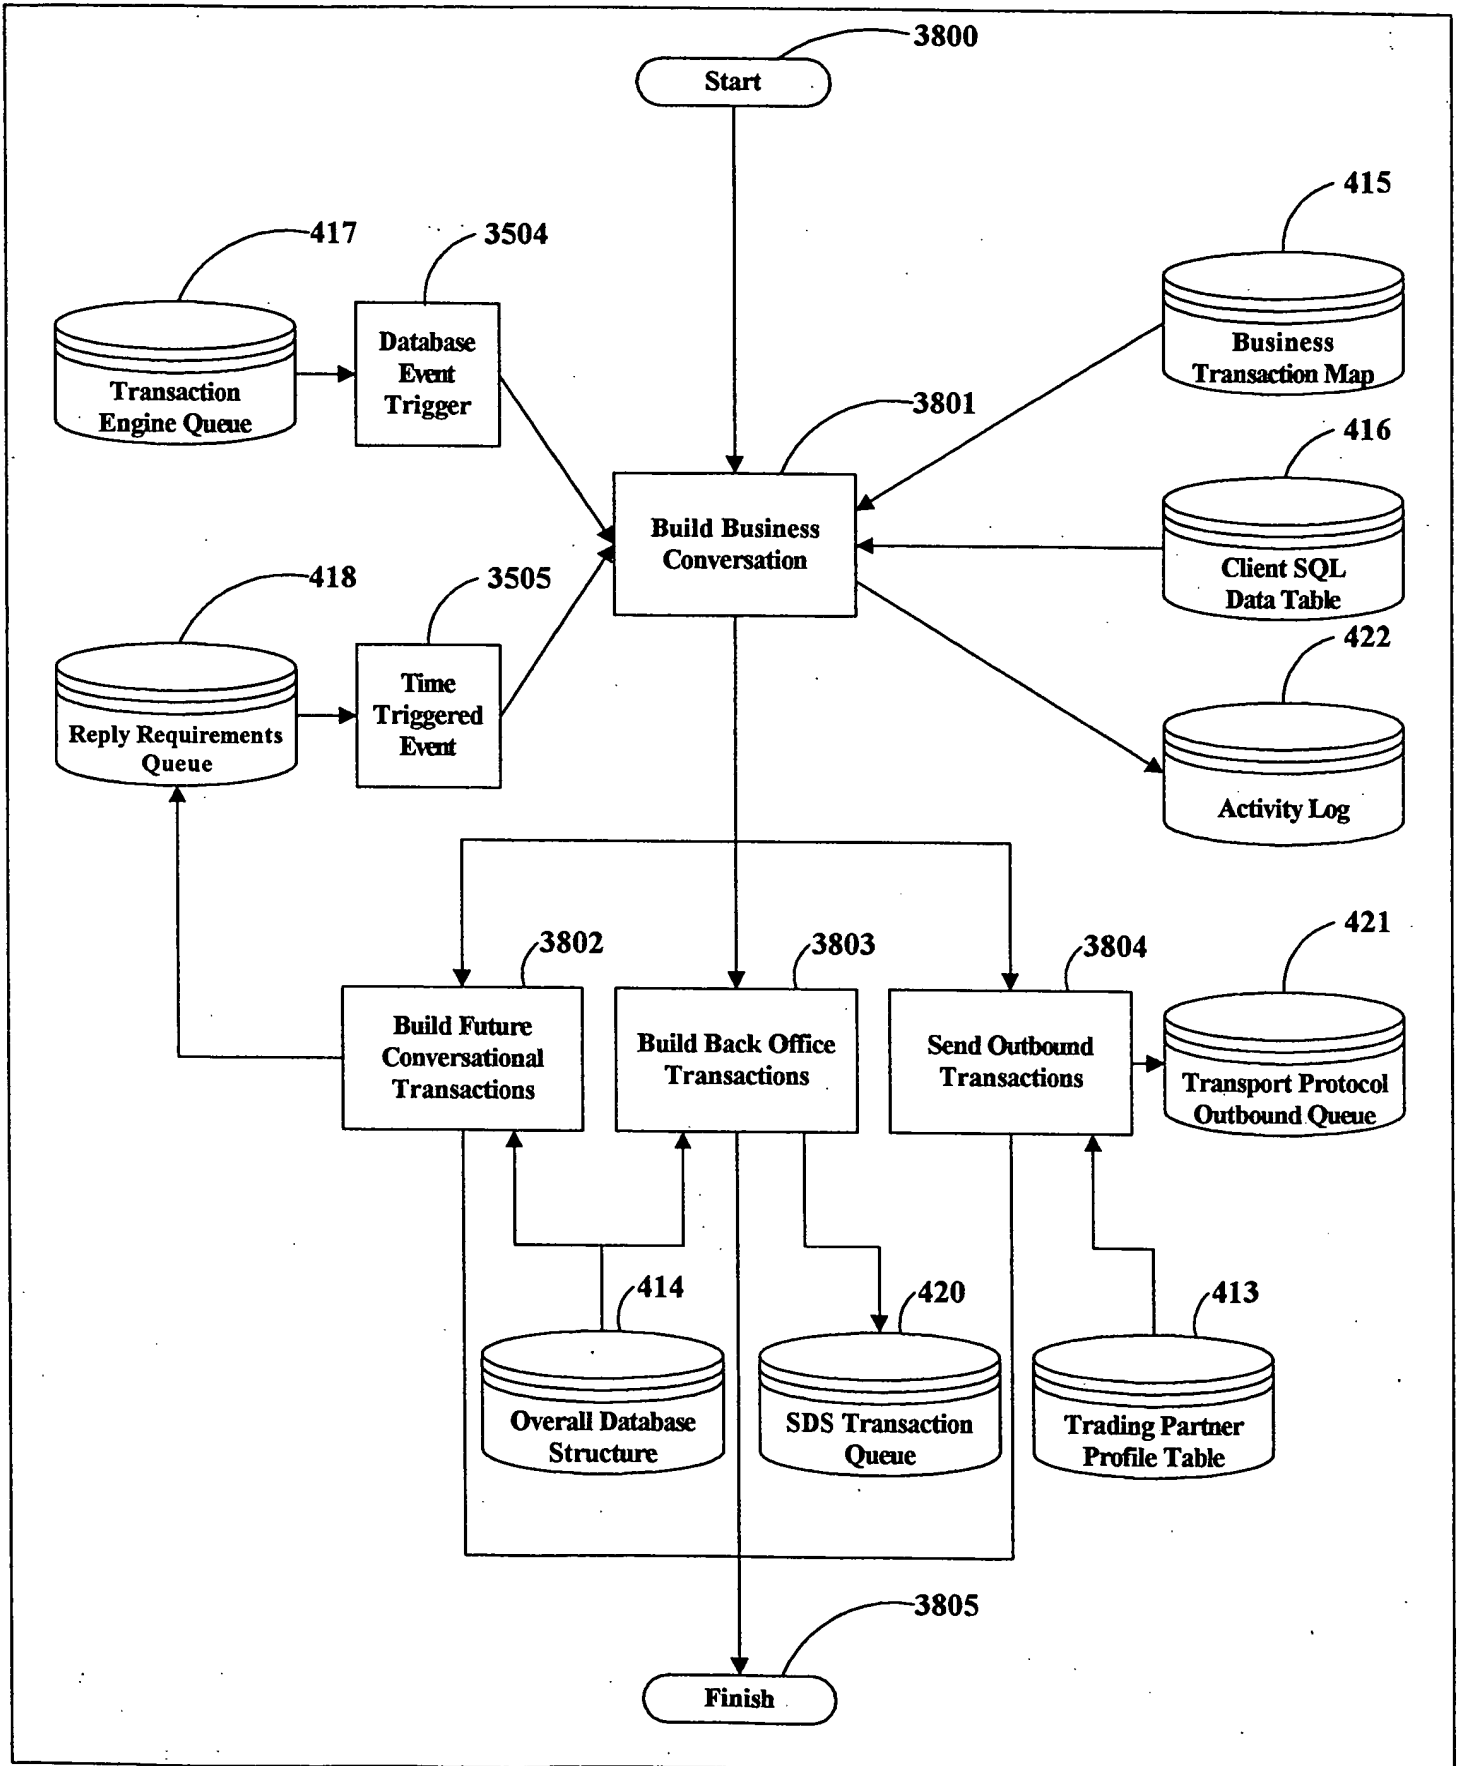 3800
Start
415
417
3504
Business
Transaction Map
Database
Event
Trigger
Transaction
Engine Queue
3801
416
Build Business
Conversation
Client SQL
Data Table
418
3505
422
Time
Triggered
Event
Reply Requirements
Queue
Activity Log
421
3802
3803
3804
Build Future
Conversational
Transactions
Build Back Office
Transactions
Send Outbound
Transactions
Transport Protocol
Outbound Queue
414
420
413
Overall Database
Structure
SDS Transaction
Queue
Trading Partner
Profile Table
3805
Finish